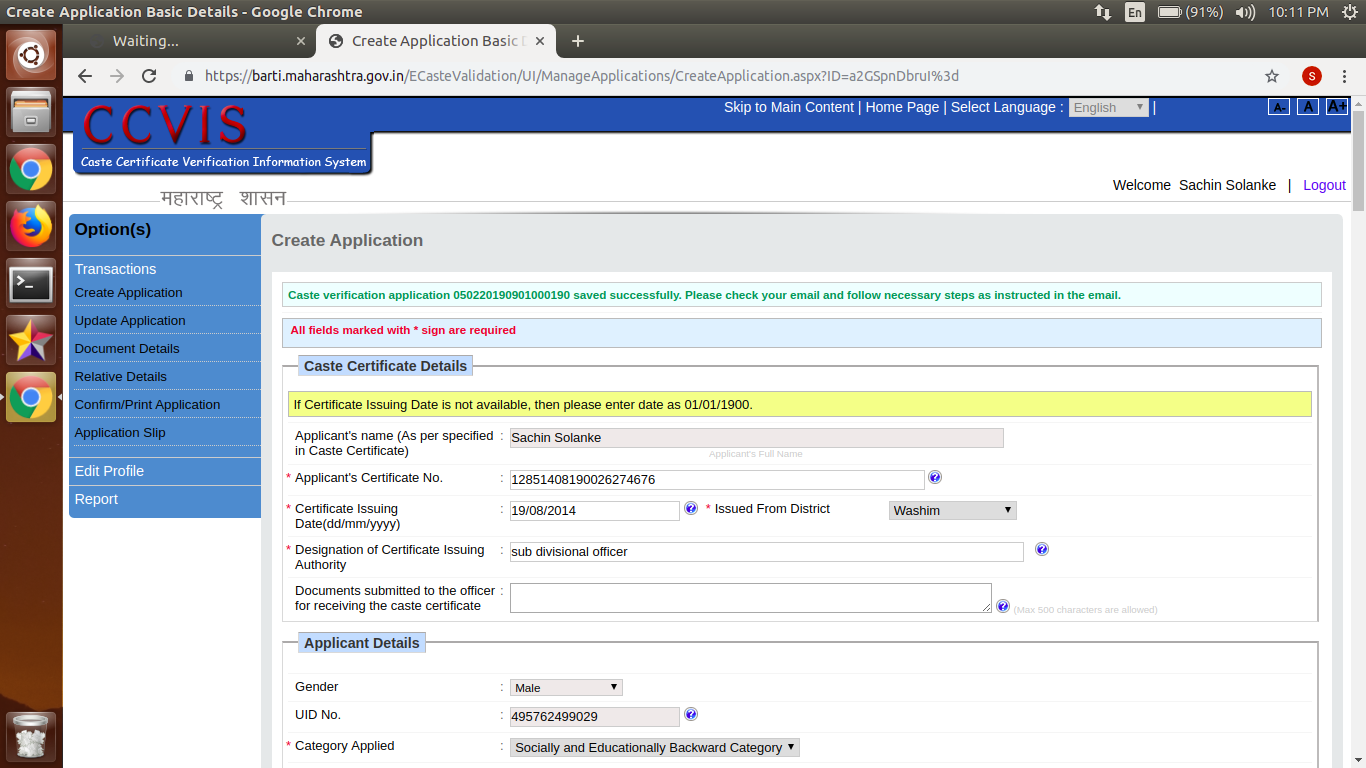 Create Application Basic Details - Google Chrome
En (91%) 10:11 PM
Waiting... × Create Application Basic × +
https://barti.maharashtra.gov.in/ECasteValidation/UI/ManageApplications/CreateApplication.aspx?ID=a2GSpnDbruI%3d S
Skip to Main Content | Home Page | Select Language : English | A- A A+
CCVIS
Caste Certificate Verification Information System
Welcome Sachin Solanke | Logout
महाराष्ट्र शासन
Option(s)
Transactions
Create Application
Update Application
Document Details
Relative Details
Confirm/Print Application
Application Slip
Edit Profile
Report
Create Application
Caste verification application 050220190901000190 saved successfully. Please check your email and follow necessary steps as instructed in the email.
All fields marked with * sign are required
Caste Certificate Details
If Certificate Issuing Date is not available, then please enter date as 01/01/1900.
Applicant's name (As per specified : Sachin Solanke
in Caste Certificate)
Applicant's Full Name
* Applicant's Certificate No. : 12851408190026274676 ?
* Certificate Issuing : 19/08/2014 ? * Issued From District Washim
Date(dd/mm/yyyy)
* Designation of Certificate Issuing : sub divisional officer ?
Authority
Documents submitted to the officer :
for receiving the caste certificate ? (Max 500 characters are allowed)
Applicant Details
Gender : Male
UID No. : 495762499029 ?
* Category Applied : Socially and Educationally Backward Category